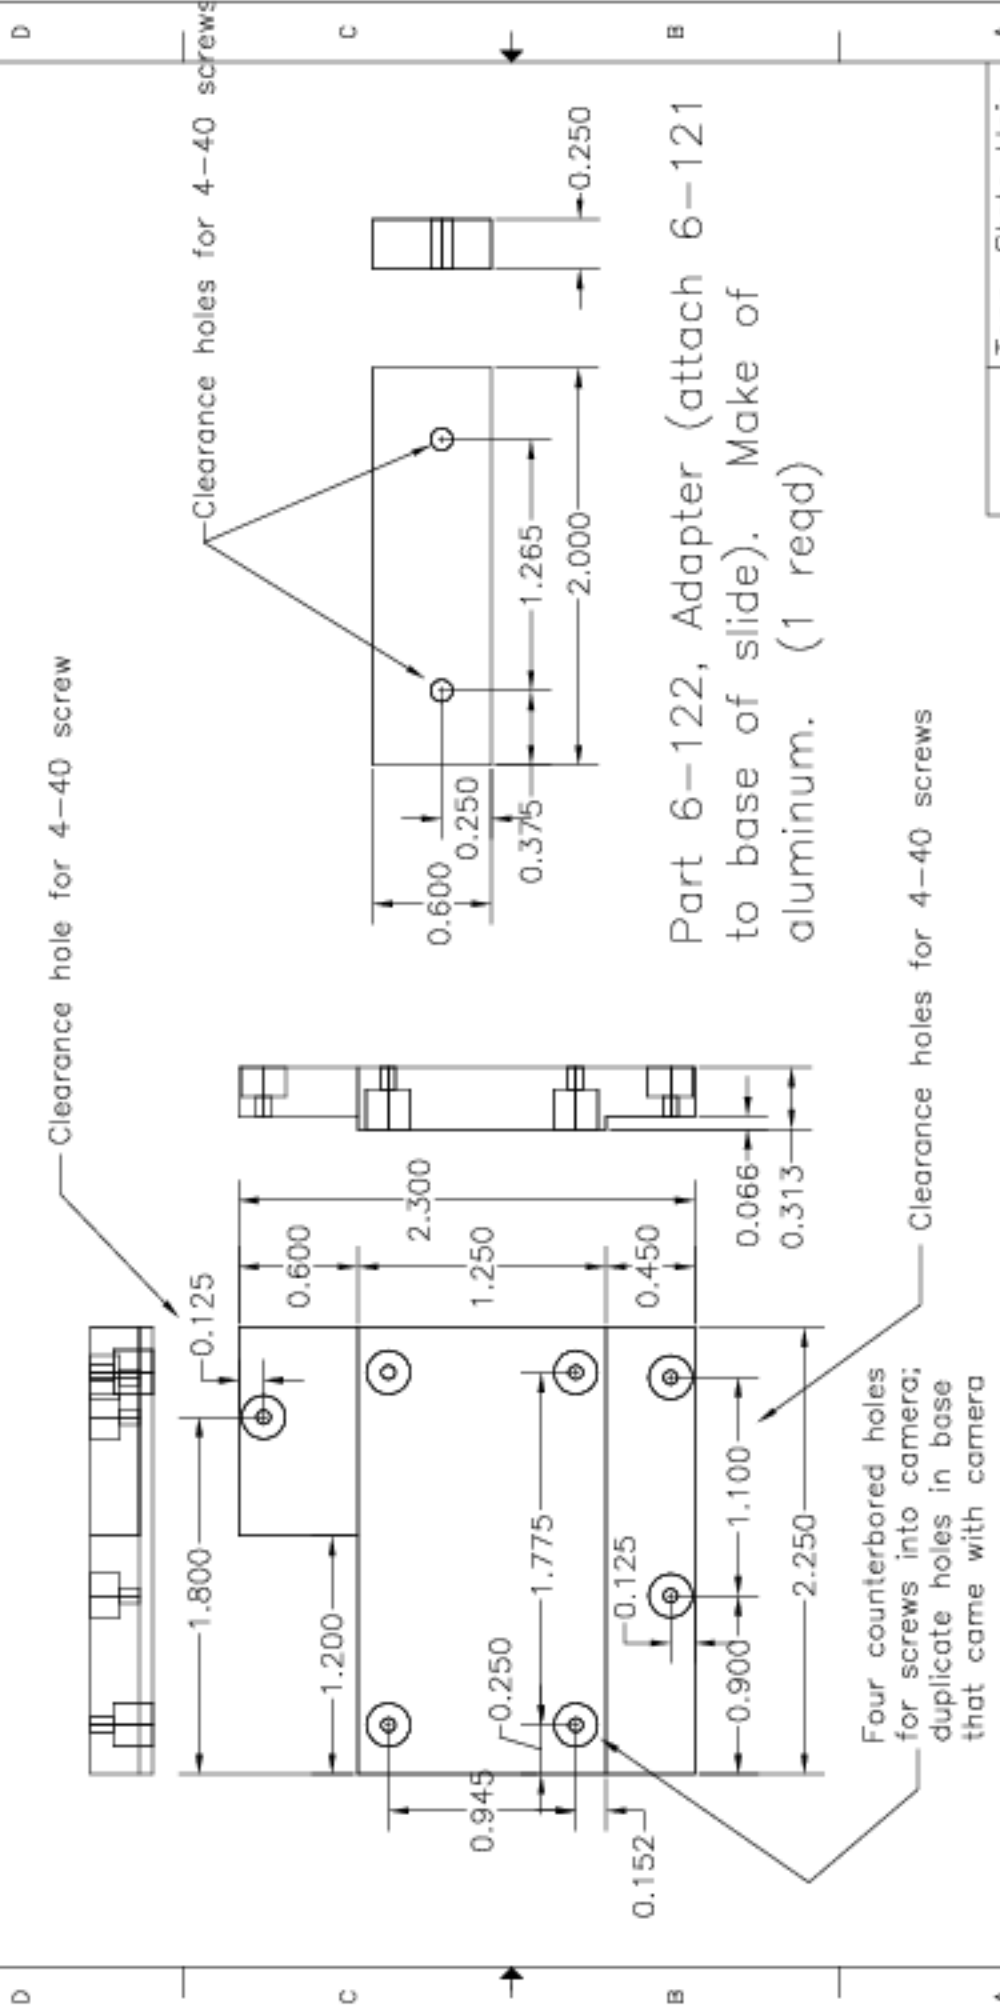 D
C
B
D
C
B
Clearance hole for 4-40 screw
Clearance holes for 4-40 screws
1.800
0.125
1.200
0.600
2.300
1.250
0.450
0.250
1.775
0.945
0.152
0.125
0.900
1.100
2.250
0.066
0.313
Four counterbored holes
for screws into camera;
duplicate holes in base
that came with camera
Clearance holes for 4-40 screws
0.600
0.250
0.375
1.265
2.000
0.250
Part 6-122, Adapter (attach 6-121
to base of slide). Make of
aluminum. (1 reqd)